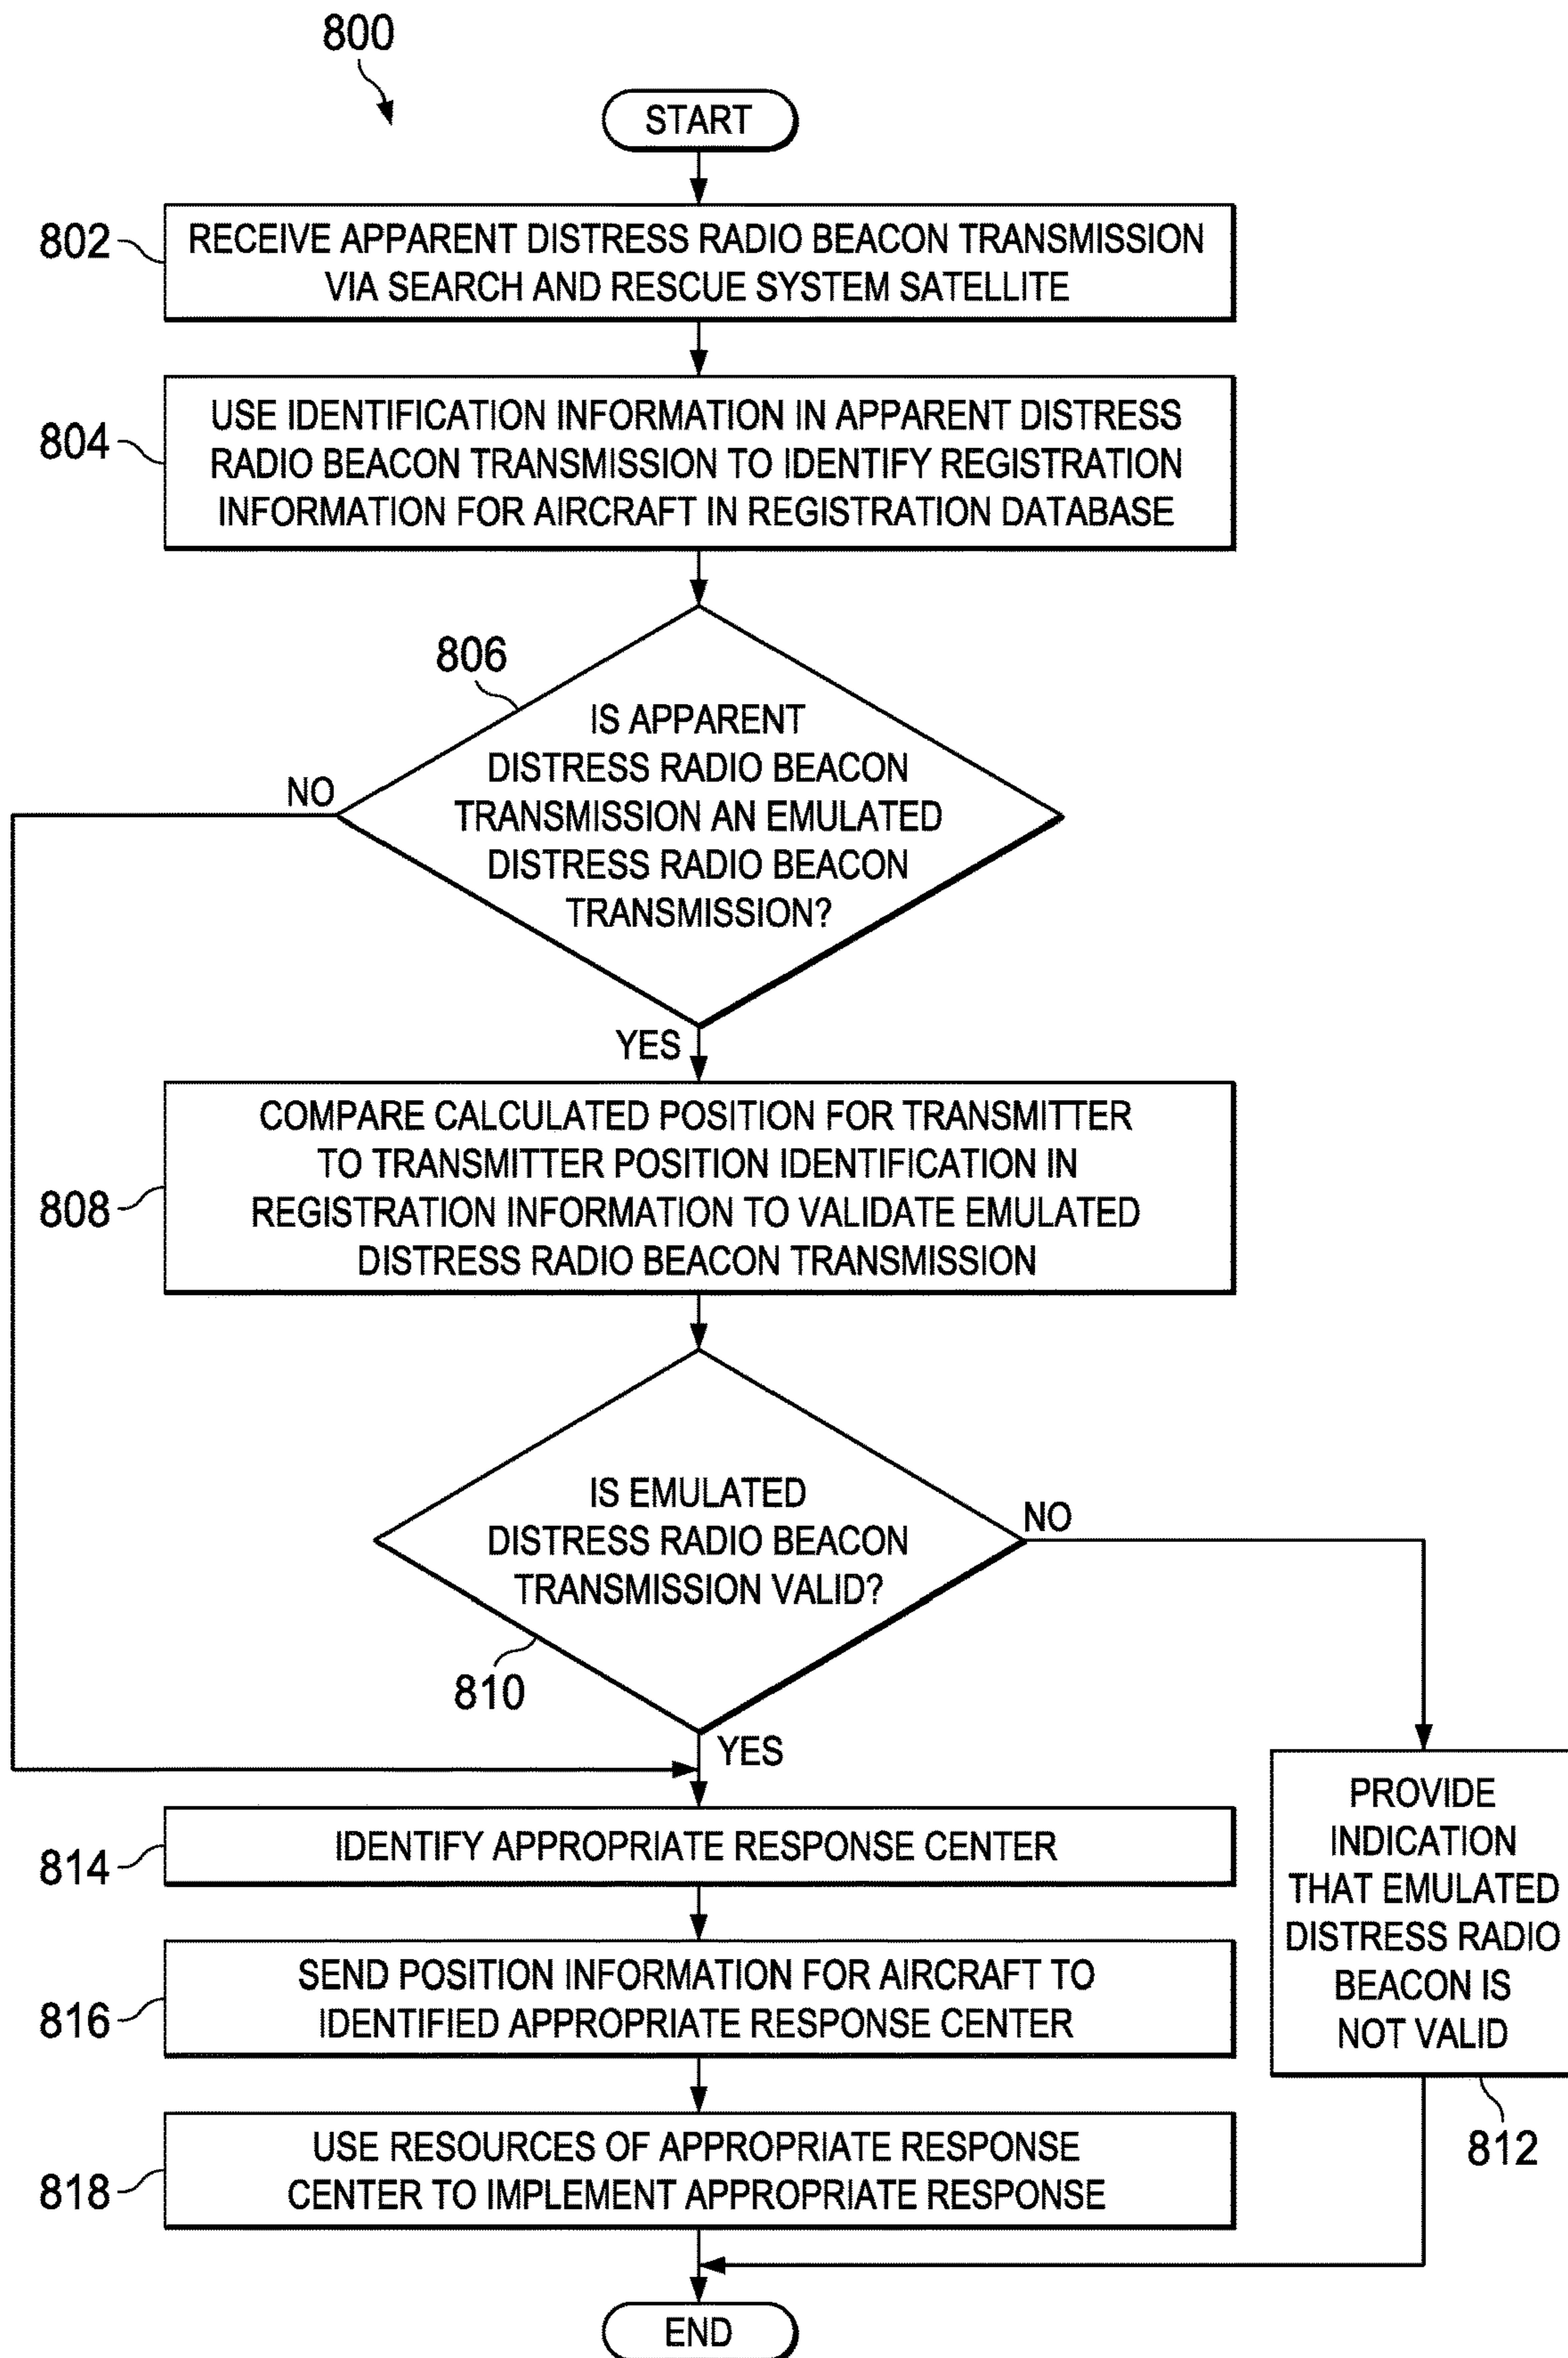 800
START
802
RECEIVE APPARENT DISTRESS RADIO BEACON TRANSMISSION
VIA SEARCH AND RESCUE SYSTEM SATELLITE
804
USE IDENTIFICATION INFORMATION IN APPARENT DISTRESS
RADIO BEACON TRANSMISSION TO IDENTIFY REGISTRATION
INFORMATION FOR AIRCRAFT IN REGISTRATION DATABASE
806
IS APPARENT
DISTRESS RADIO BEACON
TRANSMISSION AN EMULATED
DISTRESS RADIO BEACON
TRANSMISSION?
NO
YES
808
COMPARE CALCULATED POSITION FOR TRANSMITTER
TO TRANSMITTER POSITION IDENTIFICATION IN
REGISTRATION INFORMATION TO VALIDATE EMULATED
DISTRESS RADIO BEACON TRANSMISSION
IS EMULATED
DISTRESS RADIO BEACON
TRANSMISSION VALID?
NO
810
YES
814
IDENTIFY APPROPRIATE RESPONSE CENTER
816
SEND POSITION INFORMATION FOR AIRCRAFT TO
IDENTIFIED APPROPRIATE RESPONSE CENTER
818
USE RESOURCES OF APPROPRIATE RESPONSE
CENTER TO IMPLEMENT APPROPRIATE RESPONSE
PROVIDE
INDICATION
THAT EMULATED
DISTRESS RADIO
BEACON IS
NOT VALID
812
END